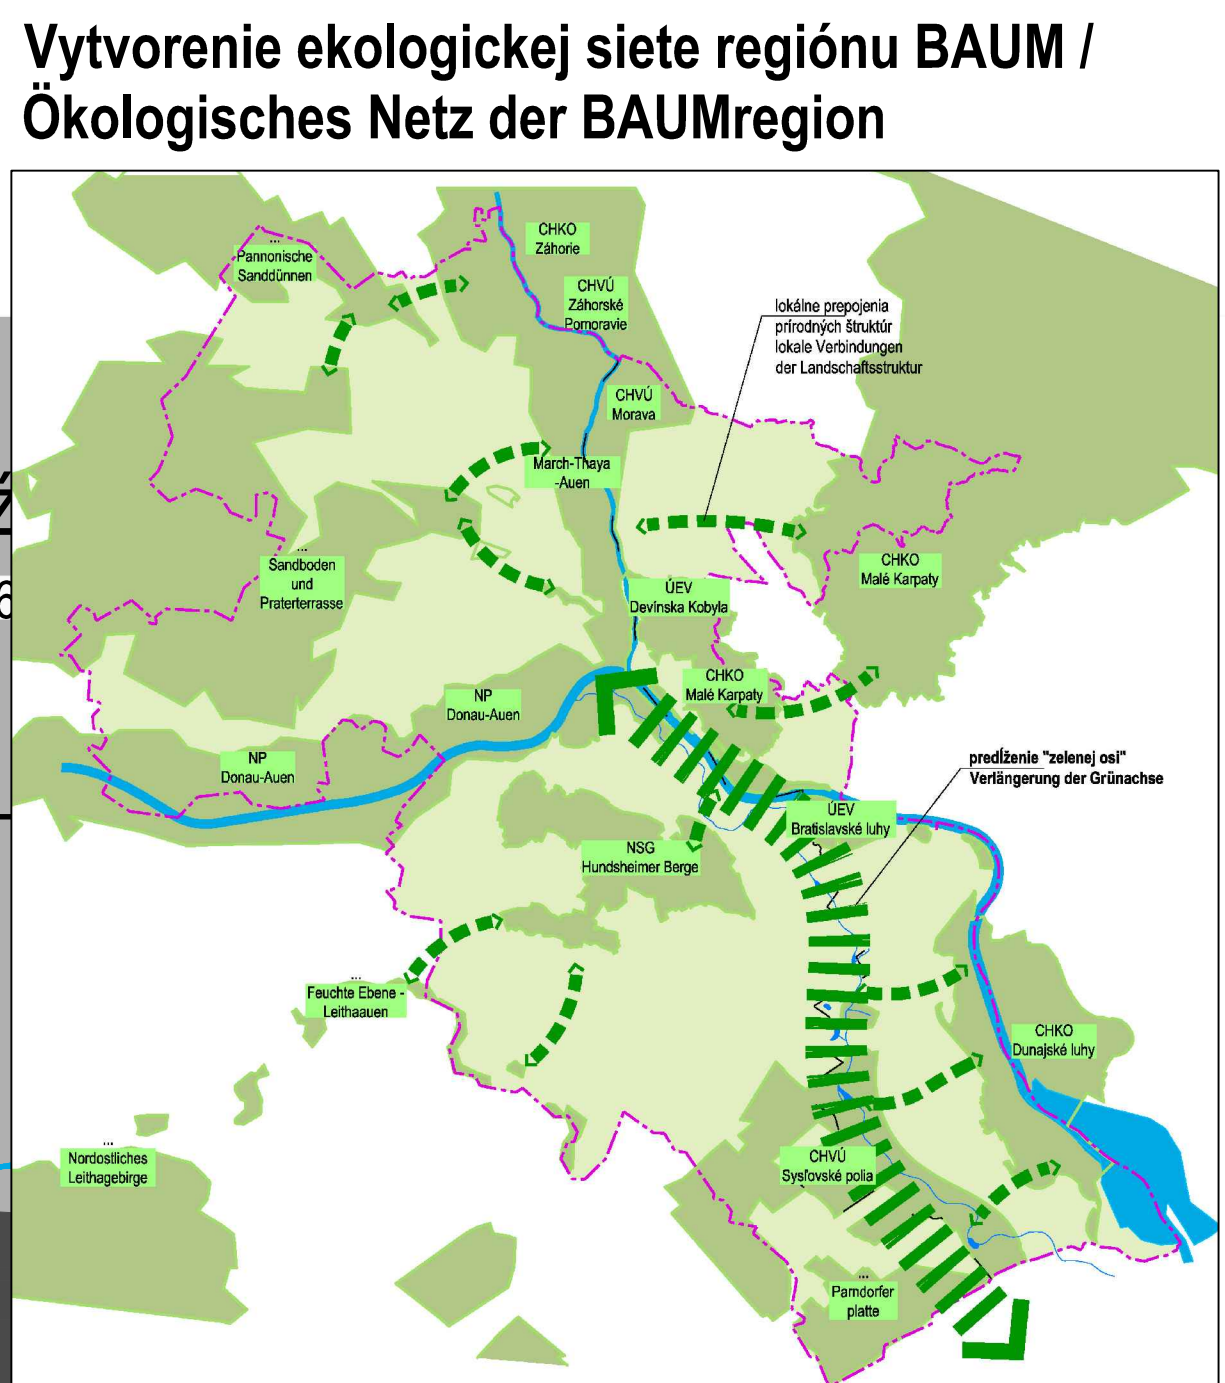 Vytvorenie ekologickej siete regiónu BAUM /
Ökologisches Netz der BAUMregion
CHKO
Záhorie
...
Pannonische
Sanddünnen
CHVÚ
Záhorské
Pomoravie
lokálne prepojenia
prírodných štruktúr
lokale Verbindungen
der Landschaftsstruktur
CHVÚ
Morava
March-Thaya
-Auen
...
Sandboden
und
Praterterrasse
CHKO
Malé Karpaty
ÚEV
Devínska Kobyla
CHKO
Malé Karpaty
NP
Donau-Auen
NP
Donau-Auen
predĺženie "zelenej osi"
Verlängerung der Grünachse
ÚEV
Bratislavské luhy
NSG
Hundsheimer Berge
...
Feuchte Ebene -
Leithaauen
CHKO
Dunajské luhy
...
Nordostliches
Leithagebirge
CHVÚ
Sysľovské polia
...
Parndorfer
platte